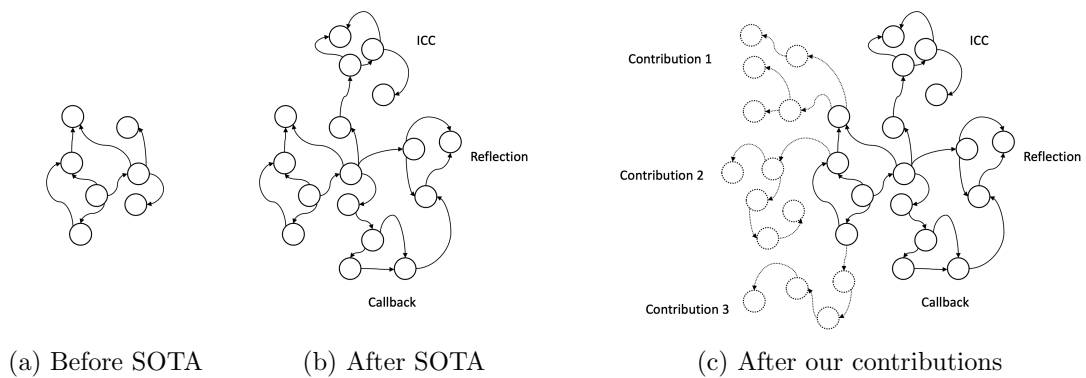 ICC
Reflection
Callback
Contribution 1
Contribution 2
Contribution 3
ICC
Reflection
Callback
(a) Before SOTA
(b) After SOTA
(c) After our contributions